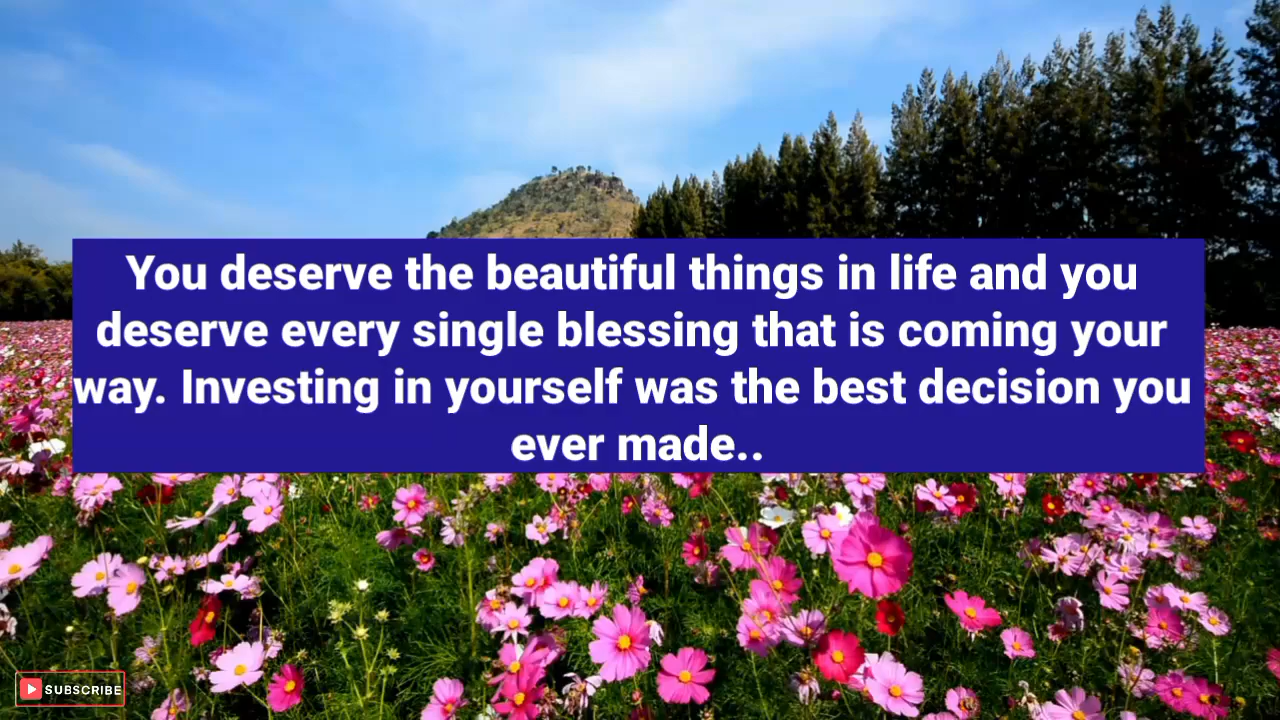 You deserve the beautiful things in life and you
deserve every single blessing that is coming your
way. Investing in yourself was the best decision you
ever made..
SUBSCRIBE